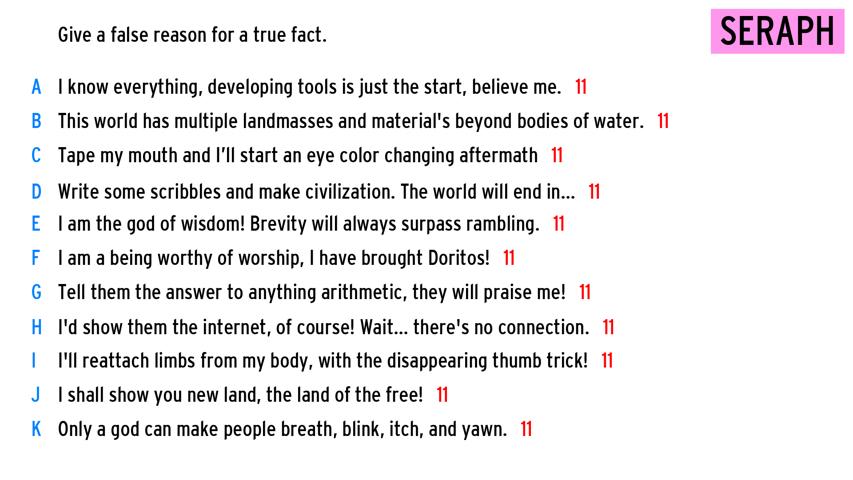 Give a false reason for a true fact.
SERAPH
A I know everything, developing tools is just the start, believe me. 11
B This world has multiple landmasses and material's beyond bodies of water. 11
C Tape my mouth and I'll start an eye color changing aftermath 11
D Write some scribbles and make civilization. The world will end in... 11
E I am the god of wisdom! Brevity will always surpass rambling. 11
F I am a being worthy of worship, I have brought Doritos! 11
G Tell them the answer to anything arithmetic, they will praise me! 11
H I'd show them the internet, of course! Wait... there's no connection. 11
I I'll reattach limbs from my body, with the disappearing thumb trick! 11
J I shall show you new land, the land of the free! 11
K Only a god can make people breath, blink, itch, and yawn. 11